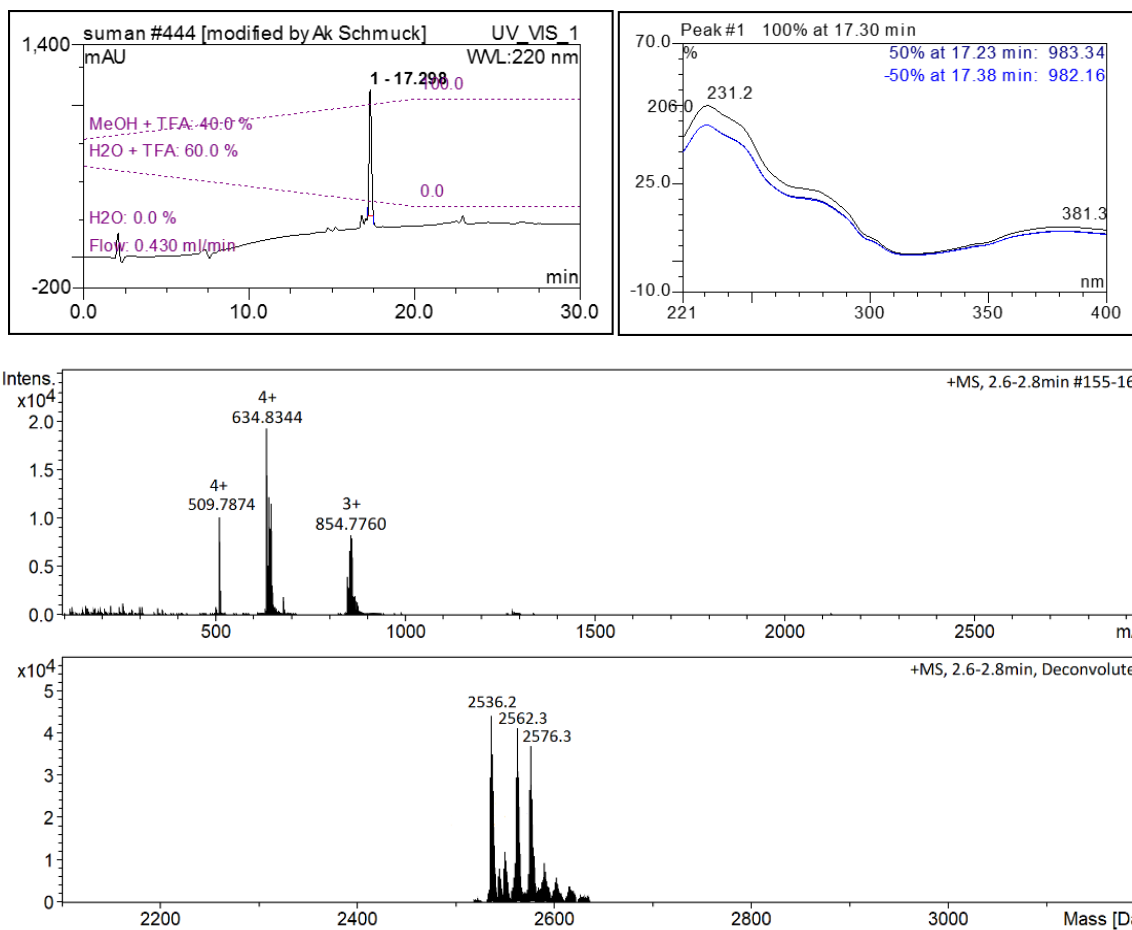 suman #444 [modified by Ak Schmuck] UV_VIS_1
1,400
mAU
WVL:220 nm
1 - 17.298
100.0
MeOH + TFA: 40.0 %
H2O + TFA: 60.0 %
0.0
H2O: 0.0 %
Flow: 0.430 ml/min
min
-200
0.0 10.0 20.0 30.0
Peak #1 100% at 17.30 min
70.0
%
50% at 17.23 min: 983.34
-50% at 17.38 min: 982.16
206.0
231.2
25.0
381.3
-10.0
nm
221 300 350 400
Intens.
x10⁴
+MS, 2.6-2.8min #155-16
4+
634.8344
4+
509.7874
3+
854.7760
2.0
1.5
1.0
0.5
0.0
500 1000 1500 2000 2500
x10⁴
+MS, 2.6-2.8min, Deconvolute
2536.2
2562.3
2576.3
5
4
3
2
1
0
2200 2400 2600 2800 3000 Mass [Da